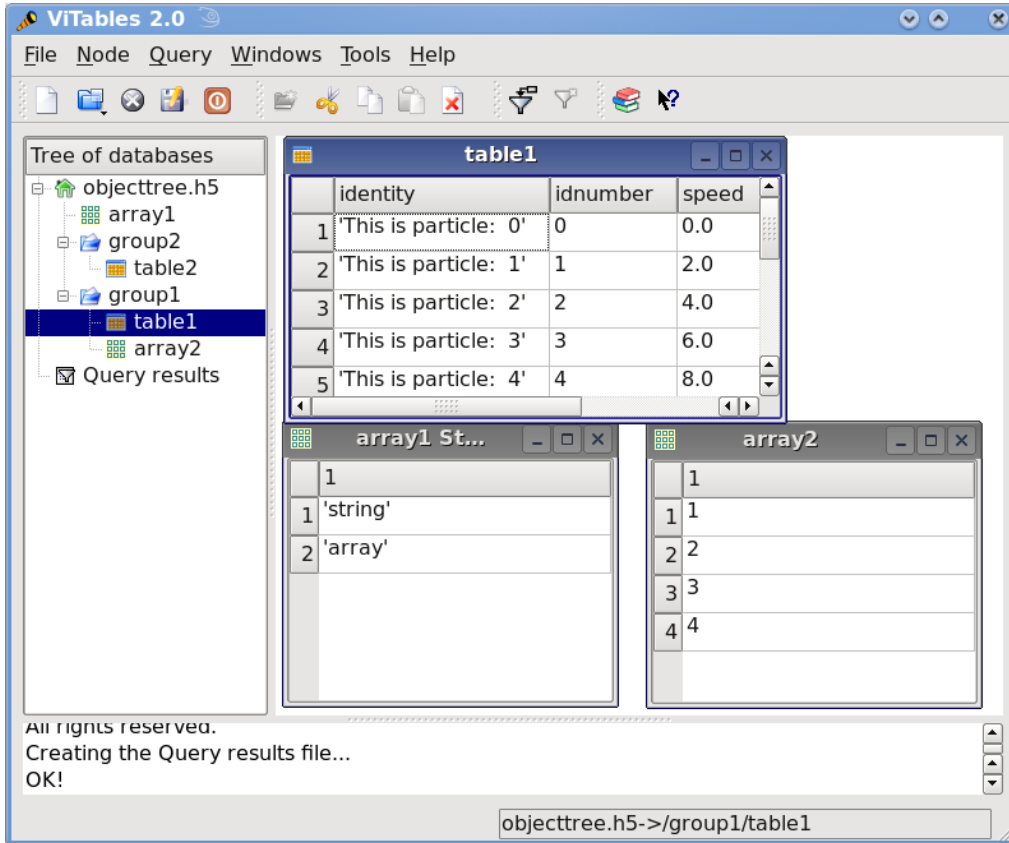 ViTables 2.0
File Node Query Windows Tools Help
Tree of databases
objecttree.h5
array1
group2
table2
group1
table1
array2
Query results
table1
identity idnumber speed
1 'This is particle:  0' 0 0.0
2 'This is particle:  1' 1 2.0
3 'This is particle:  2' 2 4.0
4 'This is particle:  3' 3 6.0
5 'This is particle:  4' 4 8.0
array1 St...
1
1 'string'
2 'array'
array2
1
1 1
2 2
3 3
4 4
All rights reserved.
Creating the Query results file...
OK!
objecttree.h5->/group1/table1